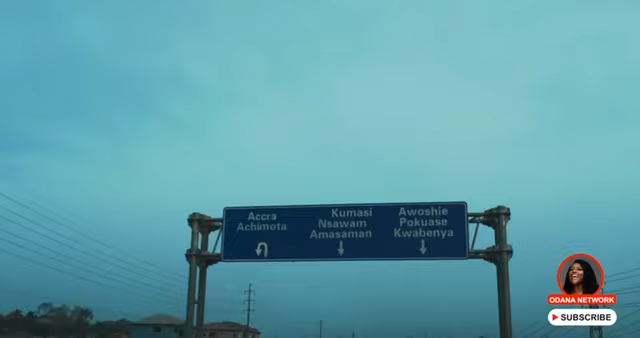 Accra
Achimota
Kumasi
Nsawam
Amasaman
Awoshie
Pokuase
Kwabenya
ODANA NETWORK
SUBSCRIBE